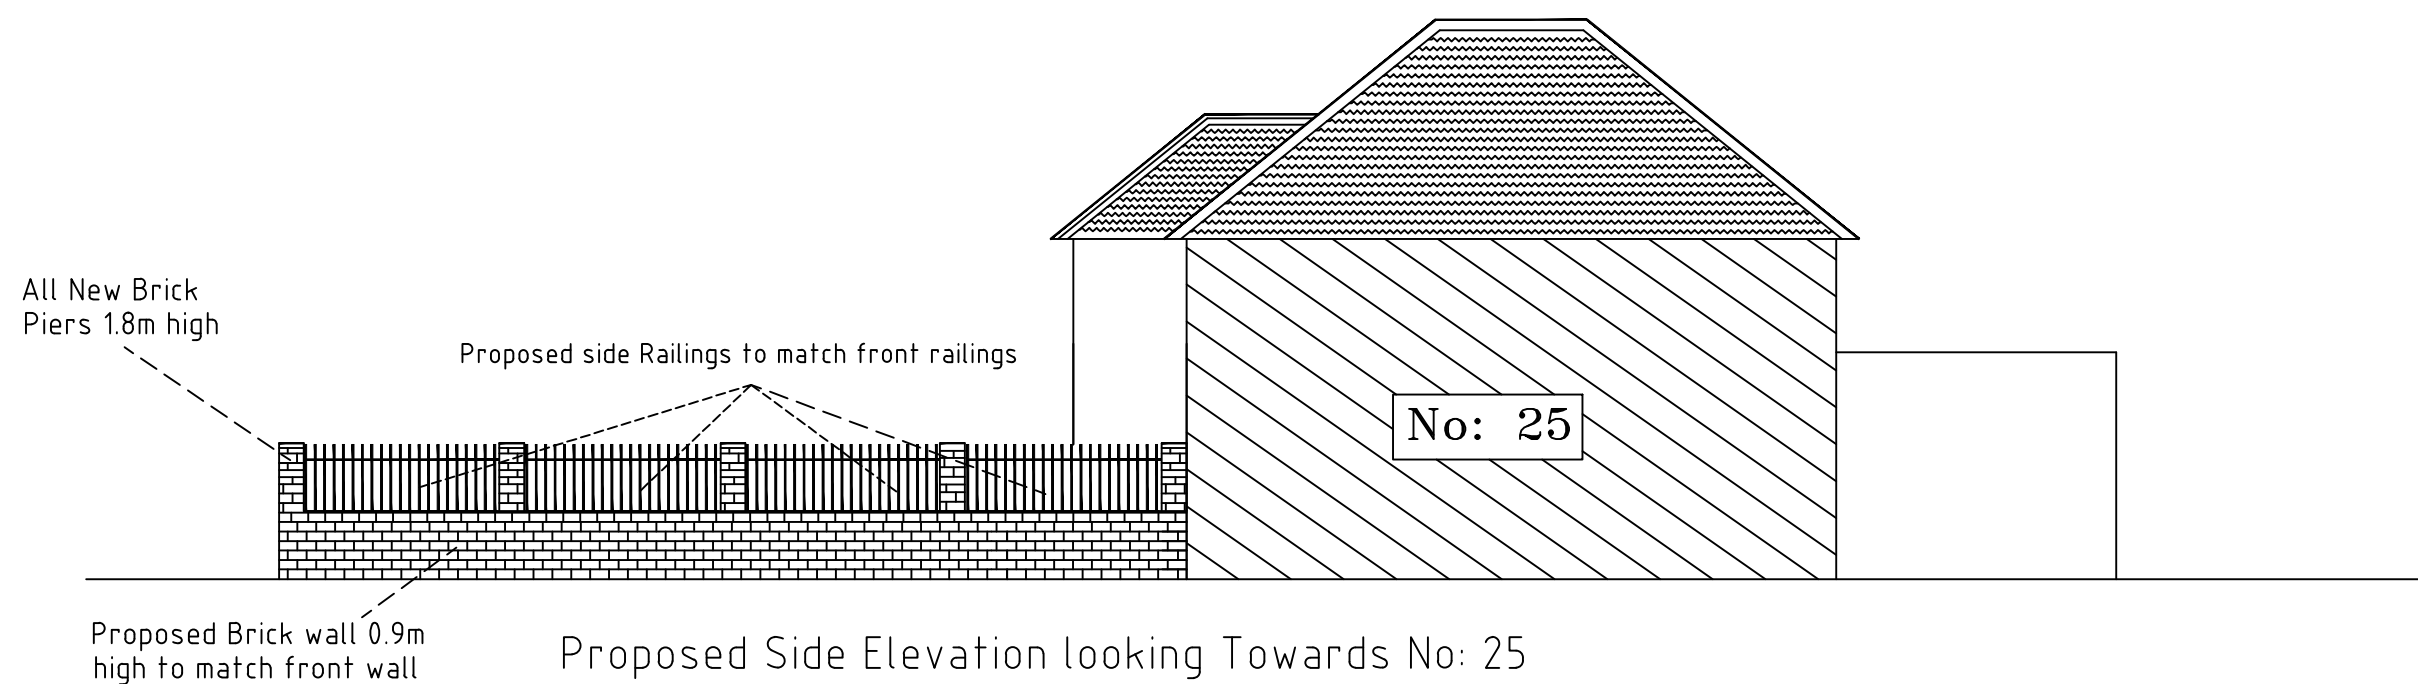 All New Brick
Piers 1.8m high
Proposed side Railings to match front railings
No: 25
Proposed Brick wall 0.9m
high to match front wall
Proposed Side Elevation looking Towards No: 25